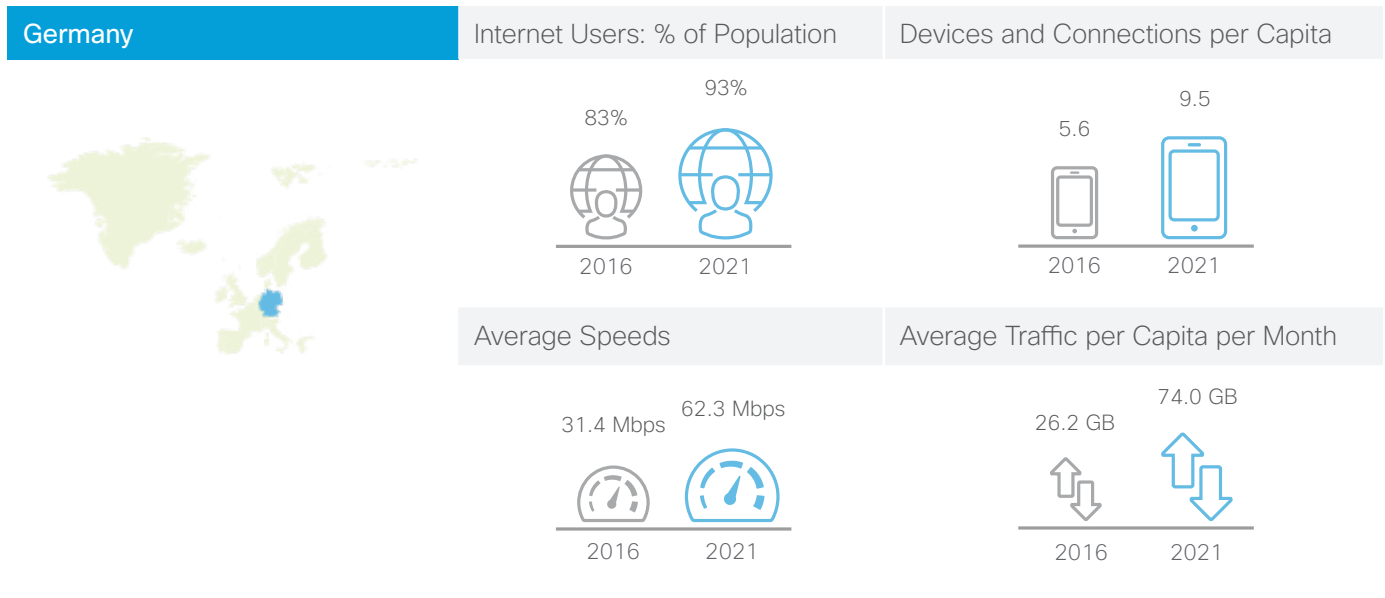 Germany
Internet Users: % of Population
Devices and Connections per Capita
83%
93%
2016
2021
5.6
9.5
2016
2021
Average Speeds
Average Traffic per Capita per Month
31.4 Mbps
62.3 Mbps
2016
2021
26.2 GB
74.0 GB
2016
2021